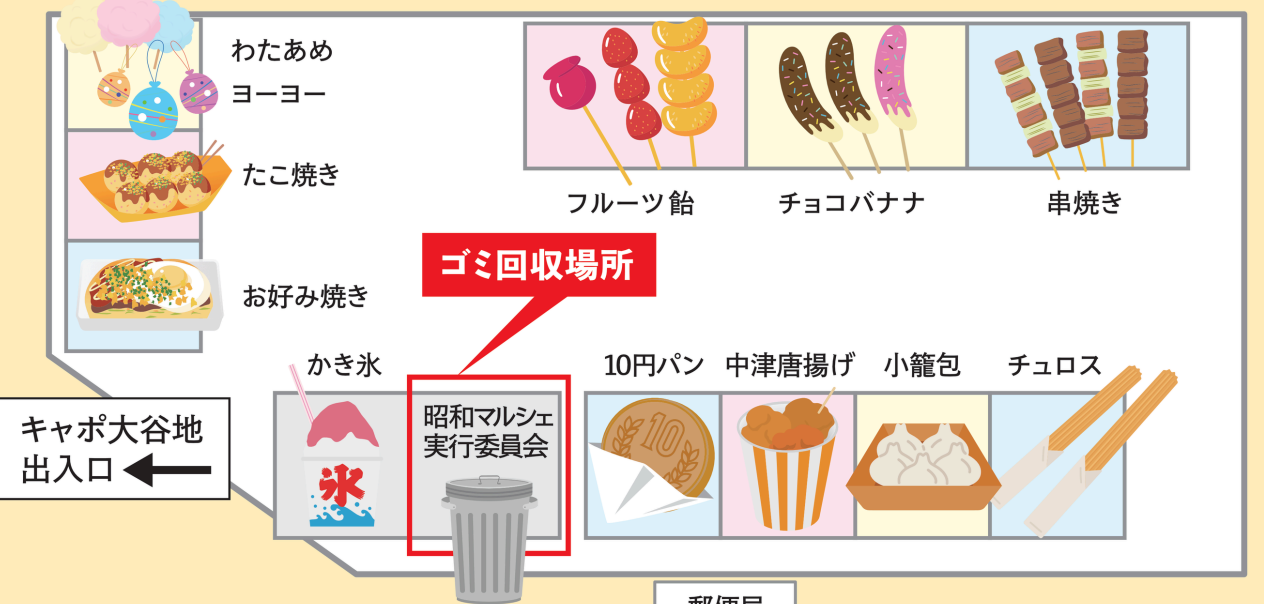 わたあめ
ヨーヨー
たこ焼き
お好み焼き
フルーツ飴
チョコバナナ
串焼き
ゴミ回収場所
かき氷
氷
昭和マルシェ
実行委員会
10円パン
10
中津唐揚げ
小籠包
チュロス
キャポ大谷地
出入口